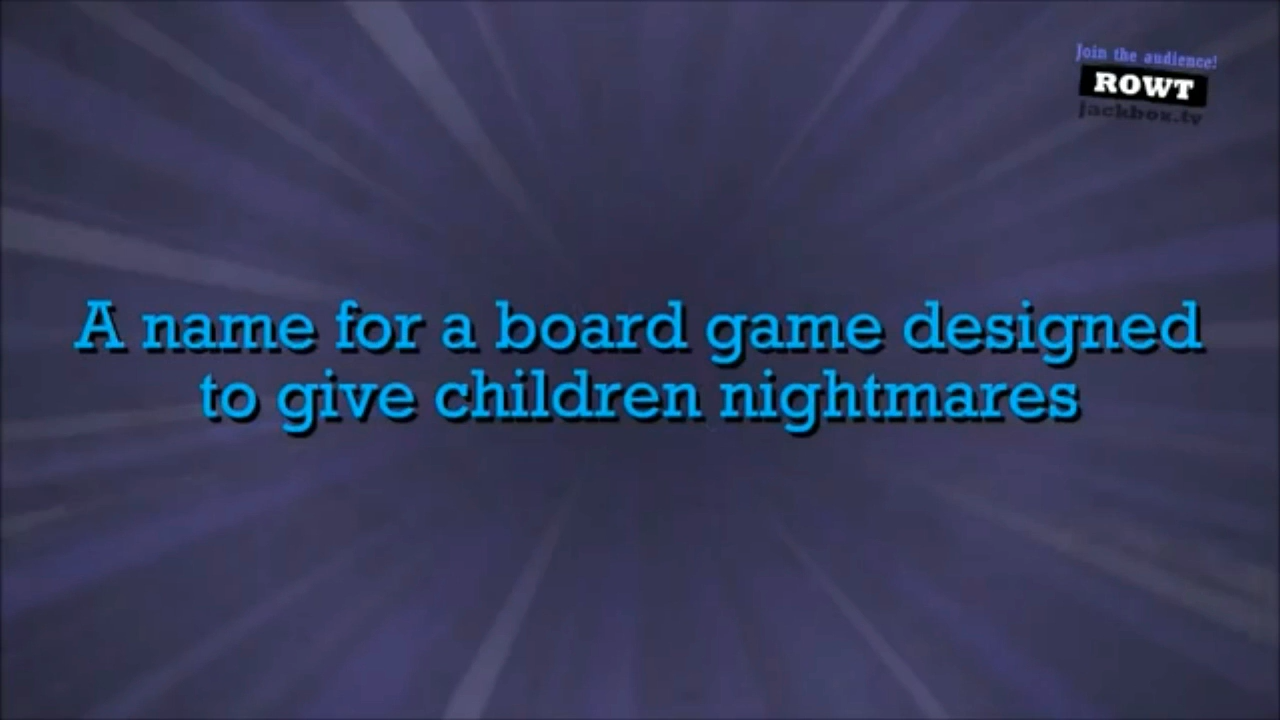 Join the audience!
ROWT
jackbox.tv
A name for a board game designed
to give children nightmares